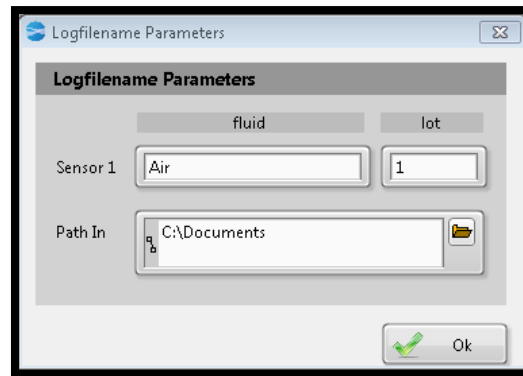 Logfilename Parameters
Logfilename Parameters
fluid lot
Sensor 1 Air 1
Path In C:\Documents
Ok